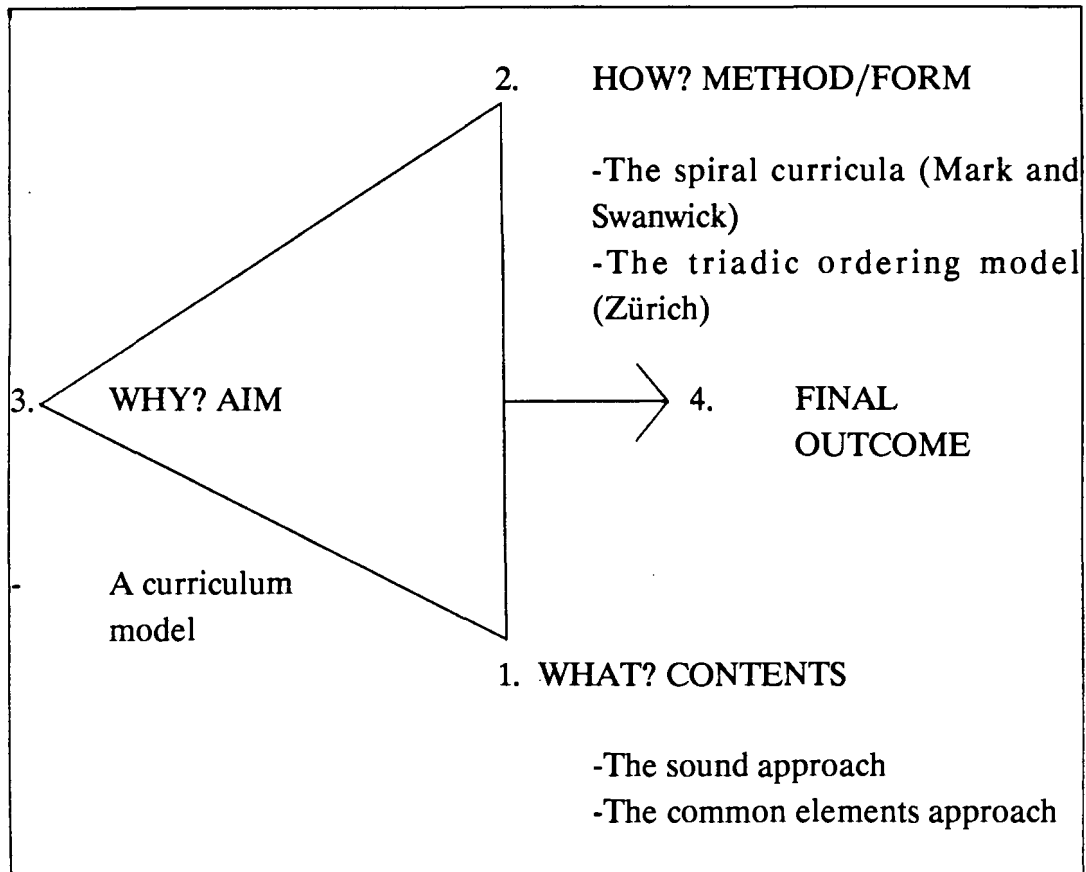 2. HOW? METHOD/FORM
-The spiral curricula (Mark and
Swanwick)
-The triadic ordering model
(Zürich)
3. WHY? AIM
4. FINAL
OUTCOME
- A curriculum
model
1. WHAT? CONTENTS
-The sound approach
-The common elements approach